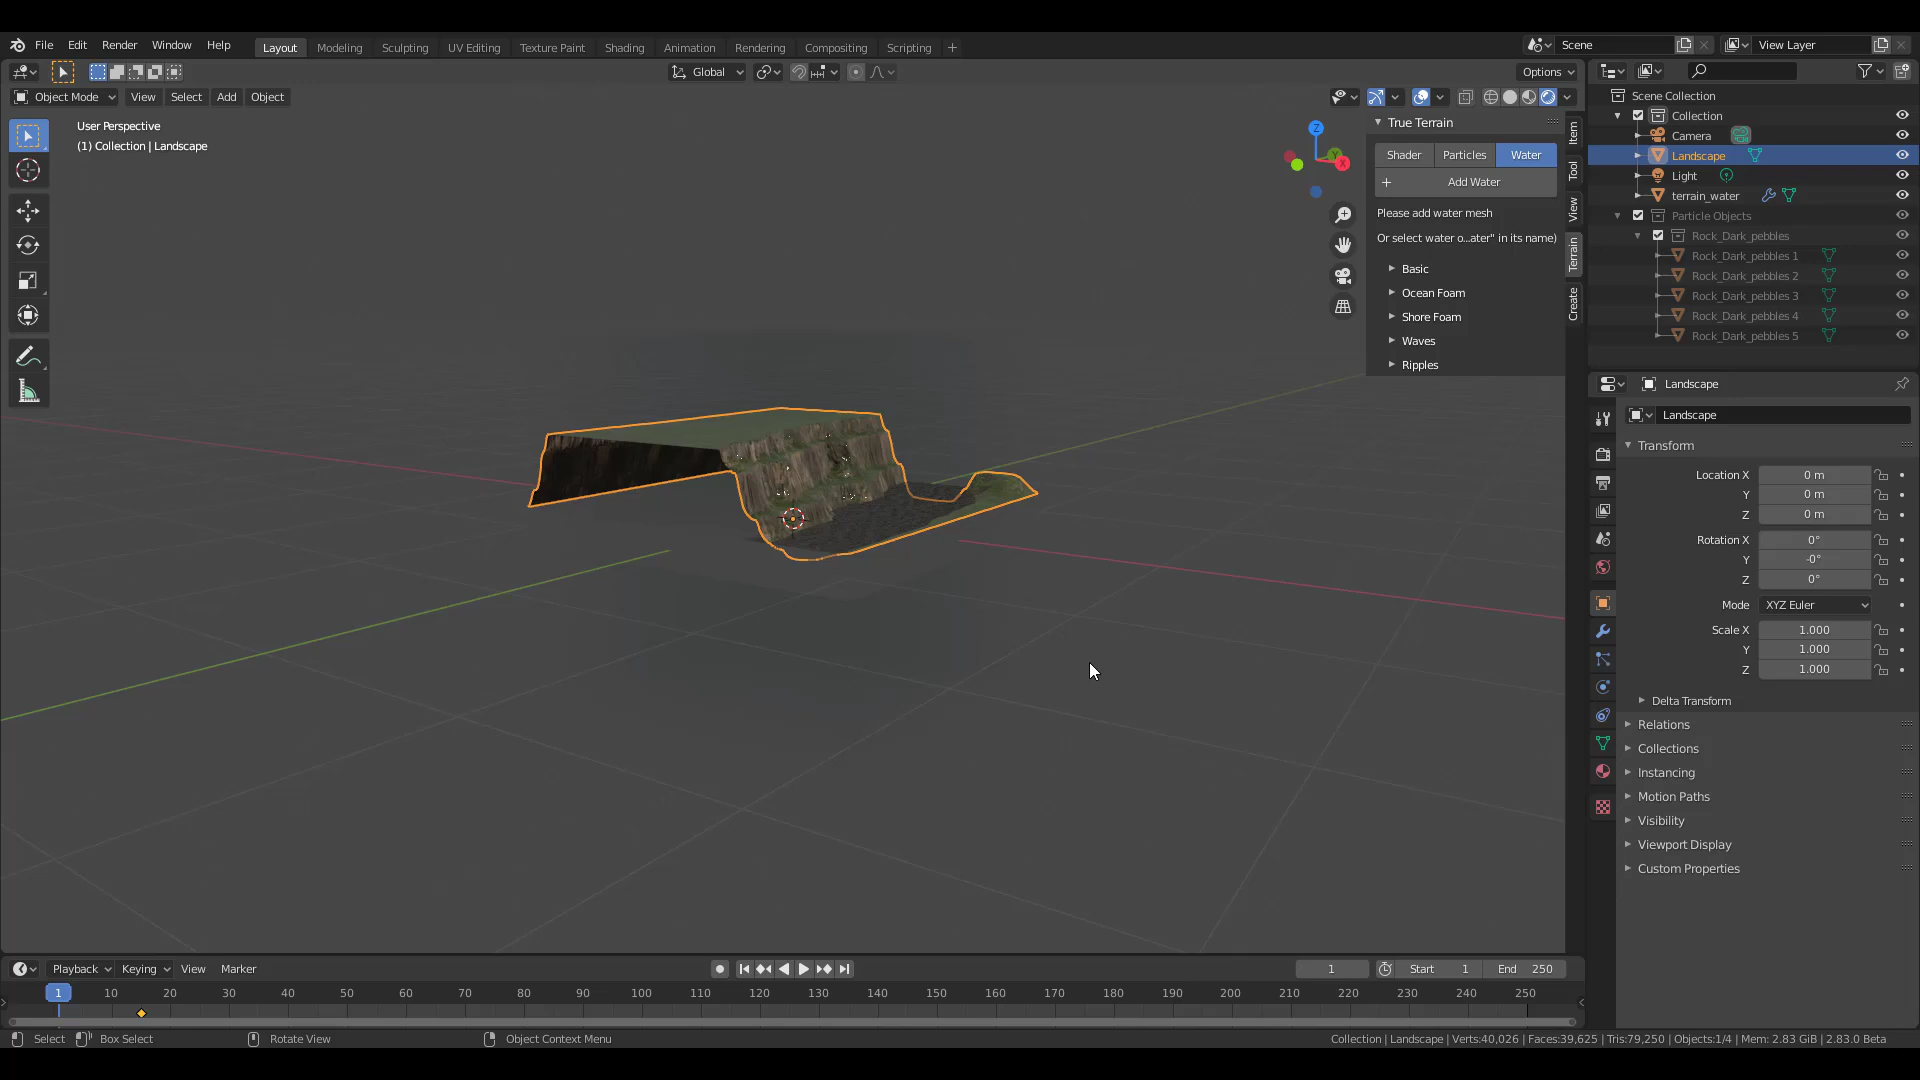 File Edit Render Window Help Layout Modeling Sculpting UV Editing Texture Paint Shading Animation Rendering Compositing Scripting + Scene View Layer
Global Options
Object Mode View Select Add Object
User Perspective
(1) Collection | Landscape
Z
Y
X
True Terrain
Shader Particles Water
+ Add Water
Please add water mesh
Or select water o...ater" in its name)
Basic
Ocean Foam
Shore Foam
Waves
Ripples
Item
Tool
View
Terrain
Create
Scene Collection
Collection
Camera
Landscape
Light
terrain_water
Particle Objects
Rock_Dark_pebbles
Rock_Dark_pebbles 1
Rock_Dark_pebbles 2
Rock_Dark_pebbles 3
Rock_Dark_pebbles 4
Rock_Dark_pebbles 5
Landscape
Landscape
Transform
Location X 0 m
Y 0 m
Z 0 m
Rotation X 0°
Y -0°
Z 0°
Mode XYZ Euler
Scale X 1.000
Y 1.000
Z 1.000
Delta Transform
Relations
Collections
Instancing
Motion Paths
Visibility
Viewport Display
Custom Properties
Playback Keying View Marker 1 Start 1 End 250
1 10 20 30 40 50 60 70 80 90 100 110 120 130 140 150 160 170 180 190 200 210 220 230 240 250
Select Box Select Rotate View Object Context Menu Collection | Landscape | Verts:40,026 | Faces:39,625 | Tris:79,250 | Objects:1/4 | Mem: 2.83 GiB | 2.83.0 Beta